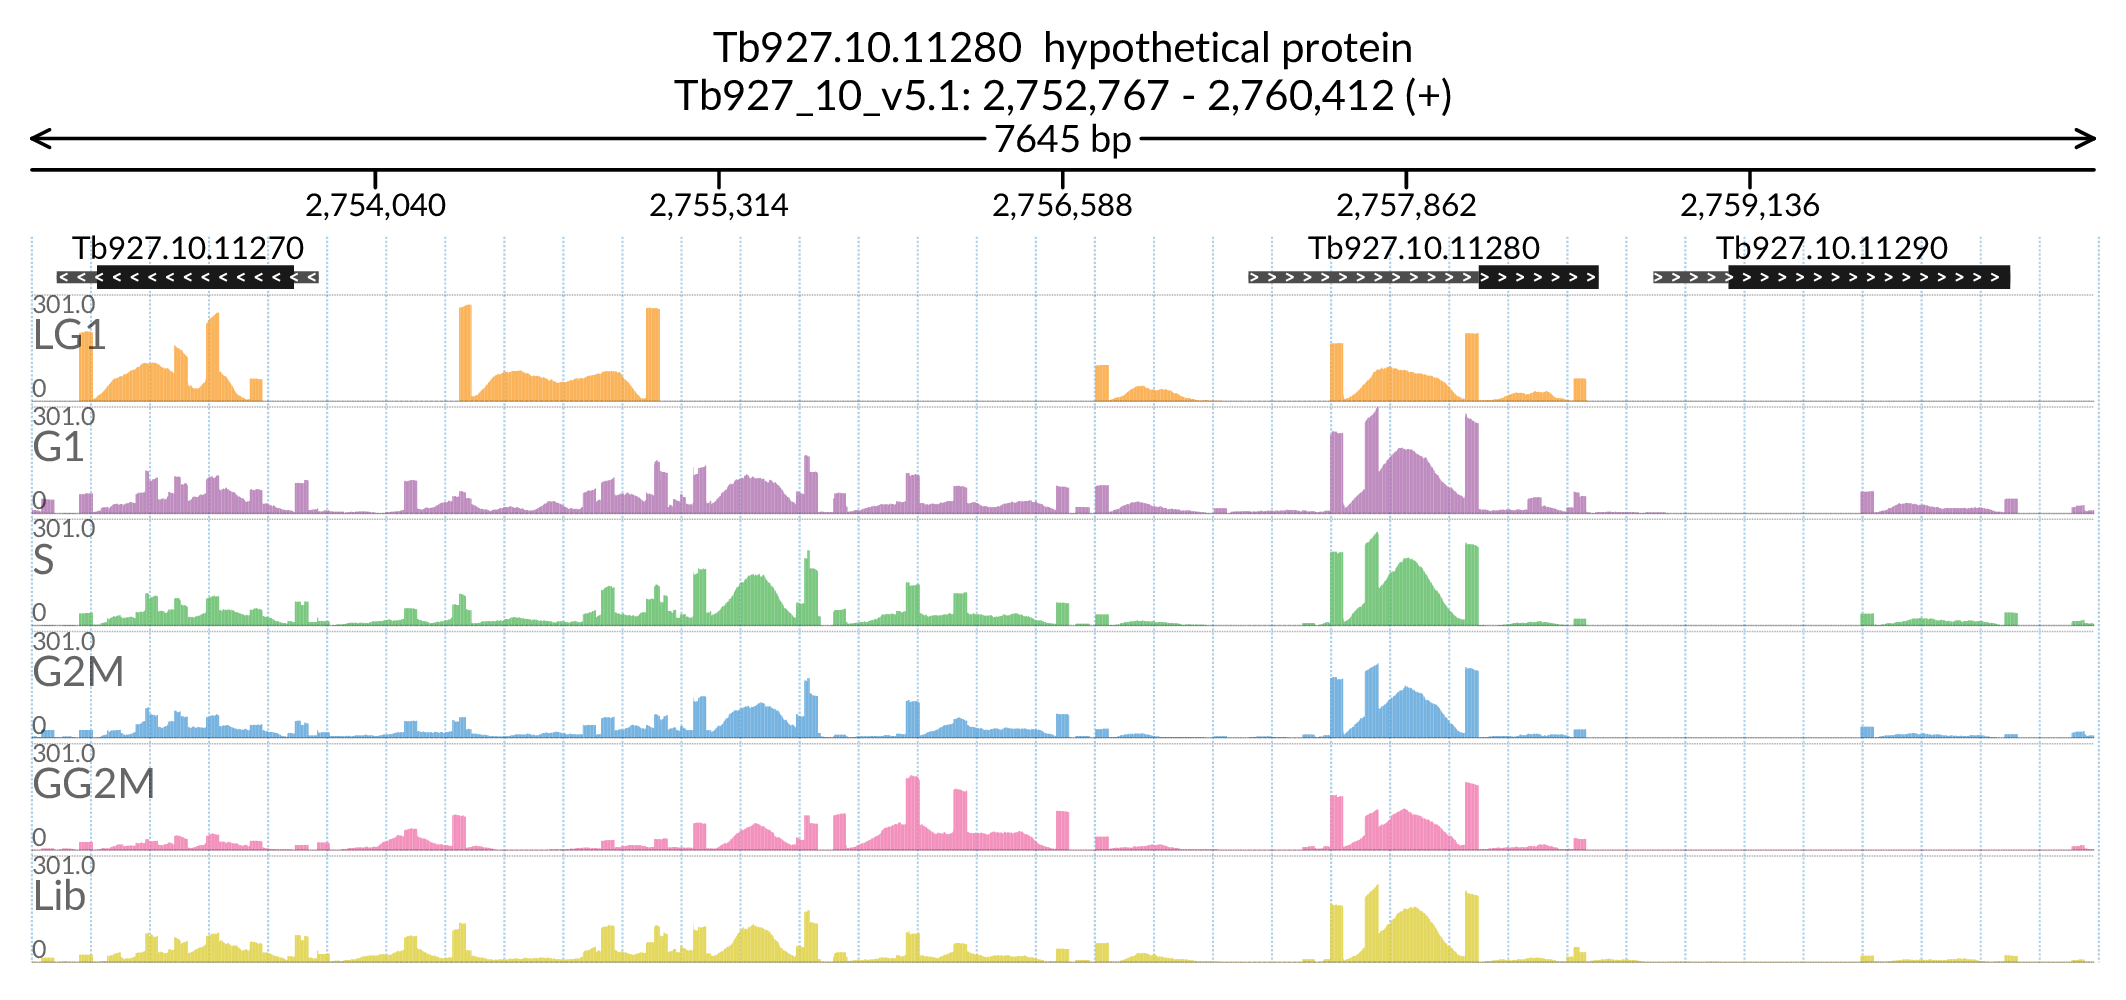 Tb927.10.11280 hypothetical protein
Tb927_10_v5.1: 2,752,767 - 2,760,412 (+)
7645 bp
2,754,040 2,755,314 2,756,588 2,757,862 2,759,136
Tb927.10.11270 Tb927.10.11280 Tb927.10.11290
301.0
LG1
0
301.0
G1
0
301.0
S
0
301.0
G2M
0
301.0
GG2M
0
301.0
Lib
0